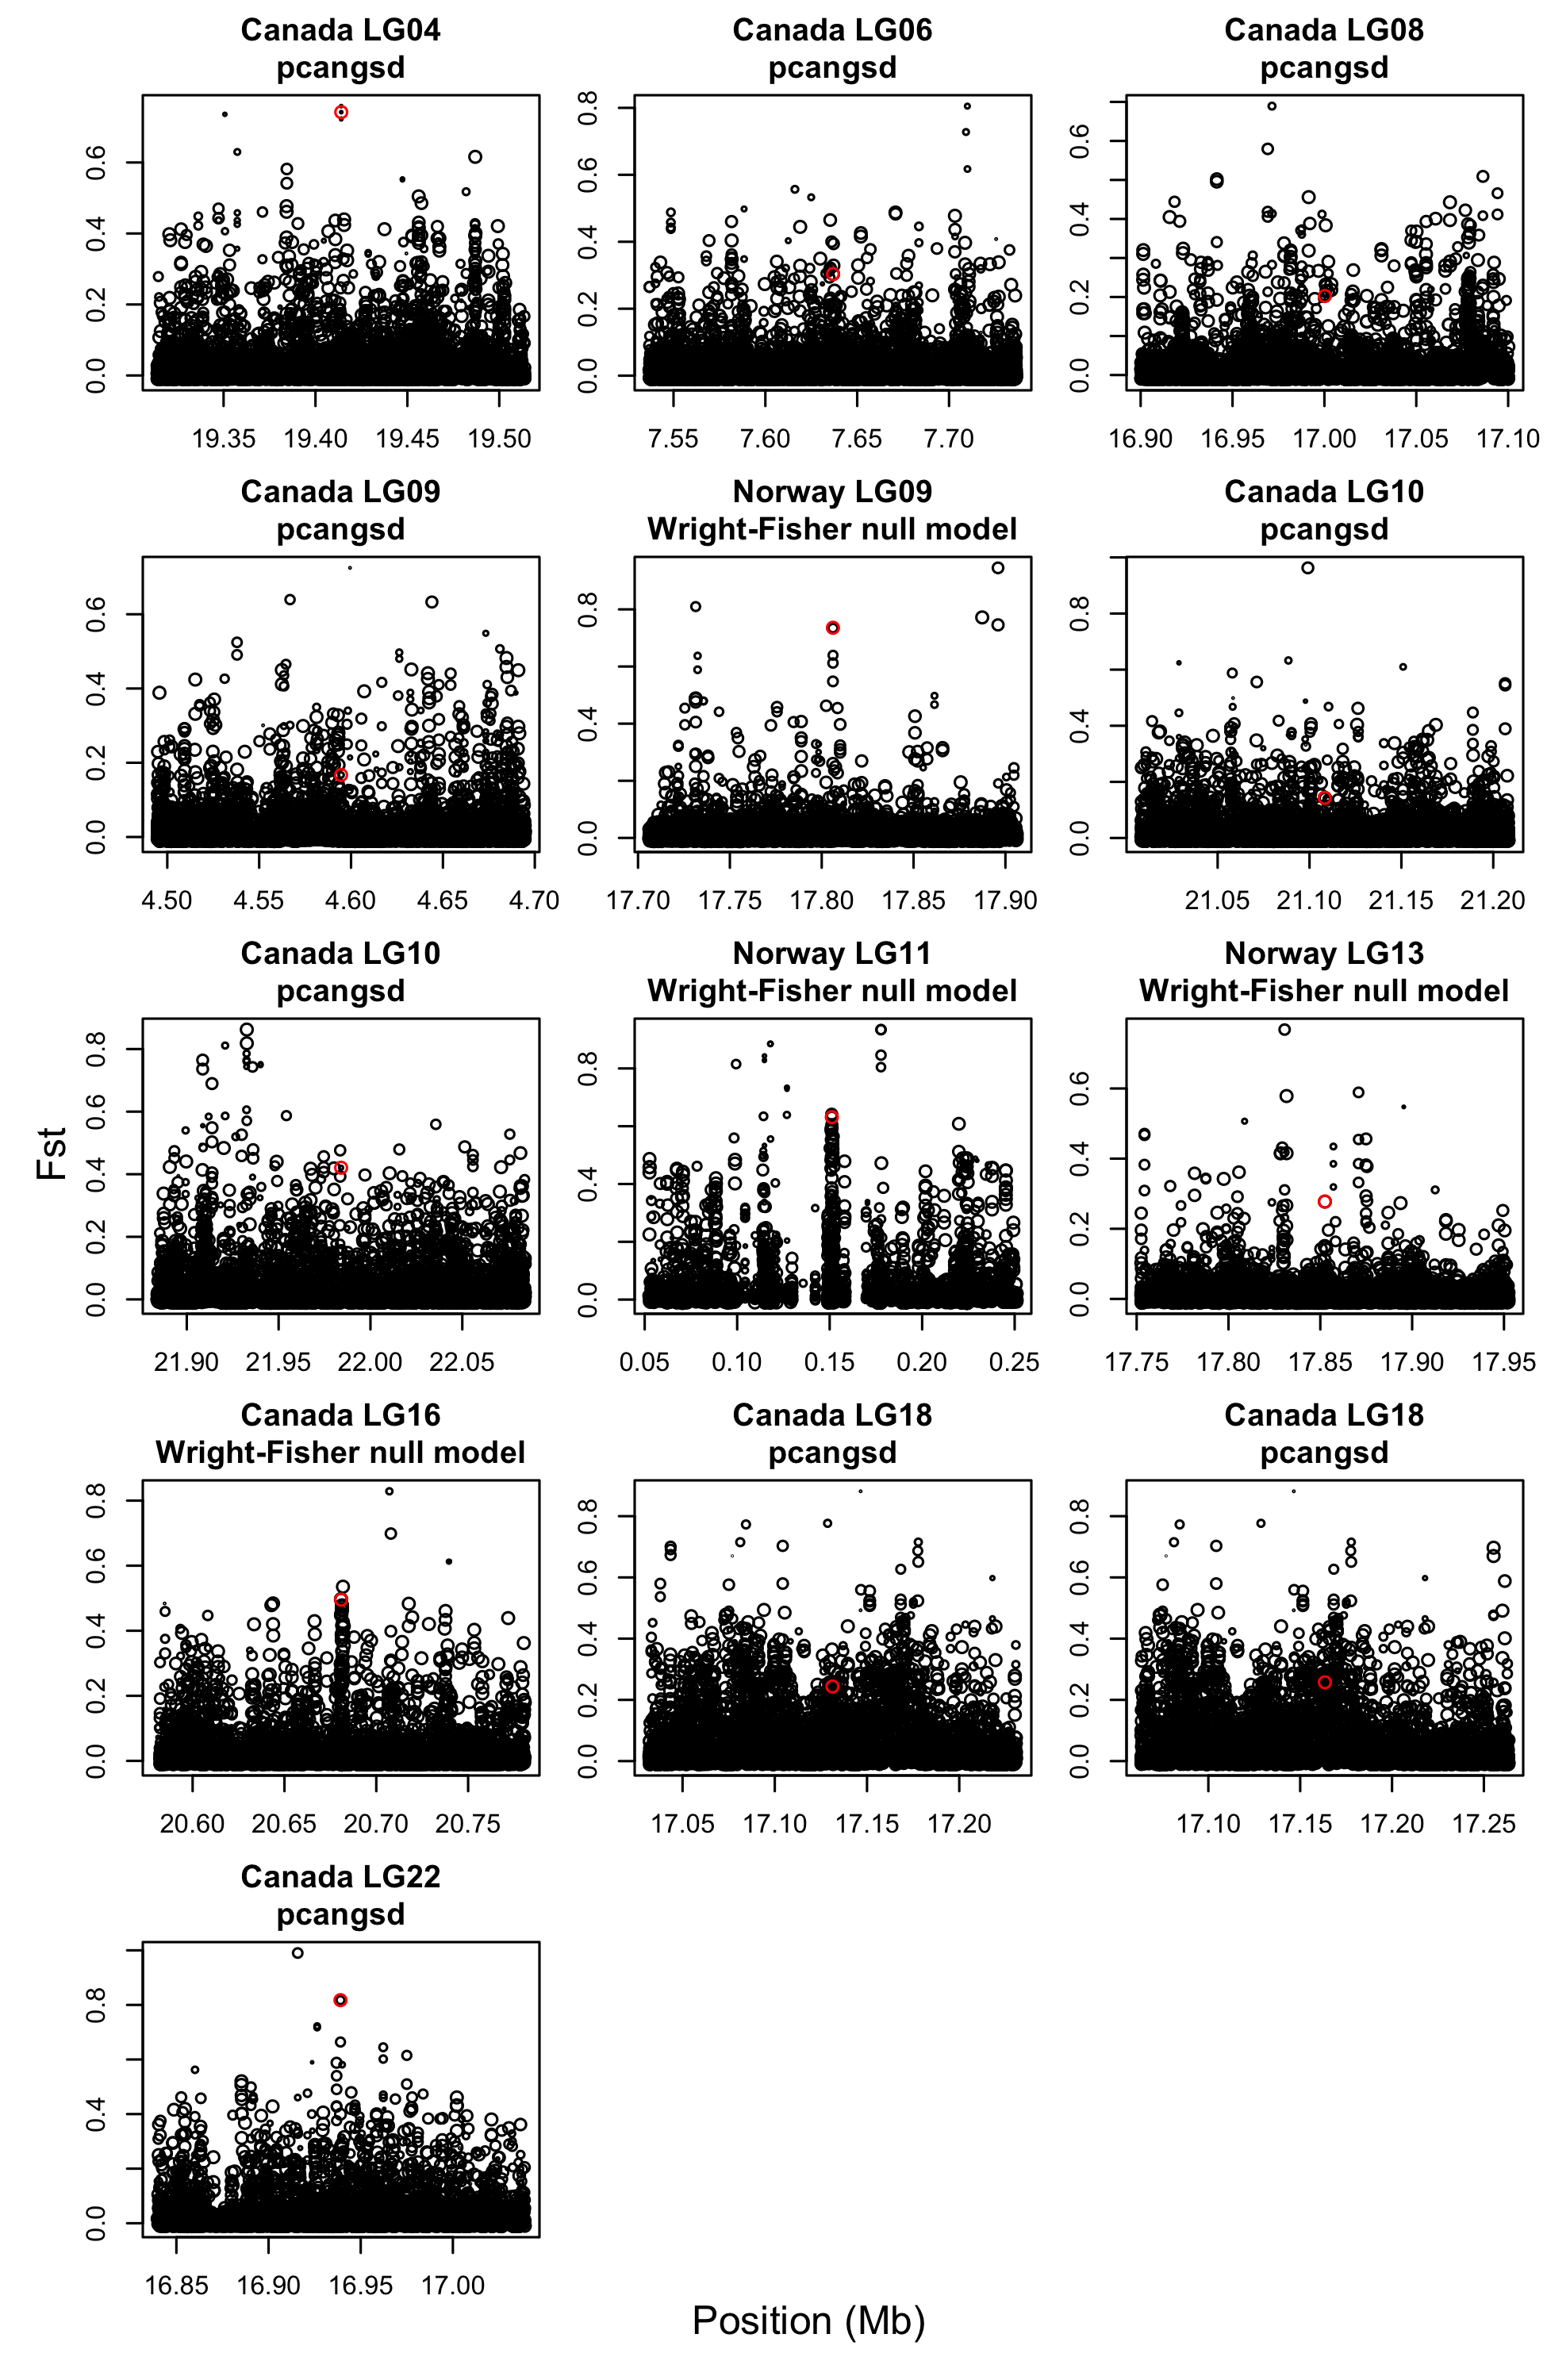 Canada LG04
pcangsd
Canada LG06
pcangsd
Canada LG08
pcangsd
0.0 0.2 0.4 0.6
19.35 19.40 19.45 19.50
0.0 0.2 0.4 0.6 0.8
7.55 7.60 7.65 7.70
0.0 0.2 0.4 0.6
16.90 16.95 17.00 17.05 17.10
Canada LG09
pcangsd
Norway LG09
Wright-Fisher null model
Canada LG10
pcangsd
0.0 0.2 0.4 0.6
4.50 4.55 4.60 4.65 4.70
0.0 0.4 0.8
17.70 17.75 17.80 17.85 17.90
0.0 0.4 0.8
21.05 21.10 21.15 21.20
Canada LG10
pcangsd
Norway LG11
Wright-Fisher null model
Norway LG13
Wright-Fisher null model
Fst
0.0 0.2 0.4 0.6 0.8
21.90 21.95 22.00 22.05
0.0 0.4 0.8
0.05 0.10 0.15 0.20 0.25
0.0 0.2 0.4 0.6
17.75 17.80 17.85 17.90 17.95
Canada LG16
Wright-Fisher null model
Canada LG18
pcangsd
Canada LG18
pcangsd
0.0 0.2 0.4 0.6 0.8
20.60 20.65 20.70 20.75
0.0 0.2 0.4 0.6 0.8
17.05 17.10 17.15 17.20
0.0 0.2 0.4 0.6 0.8
17.10 17.15 17.20 17.25
Canada LG22
pcangsd
0.0 0.4 0.8
16.85 16.90 16.95 17.00
Position (Mb)